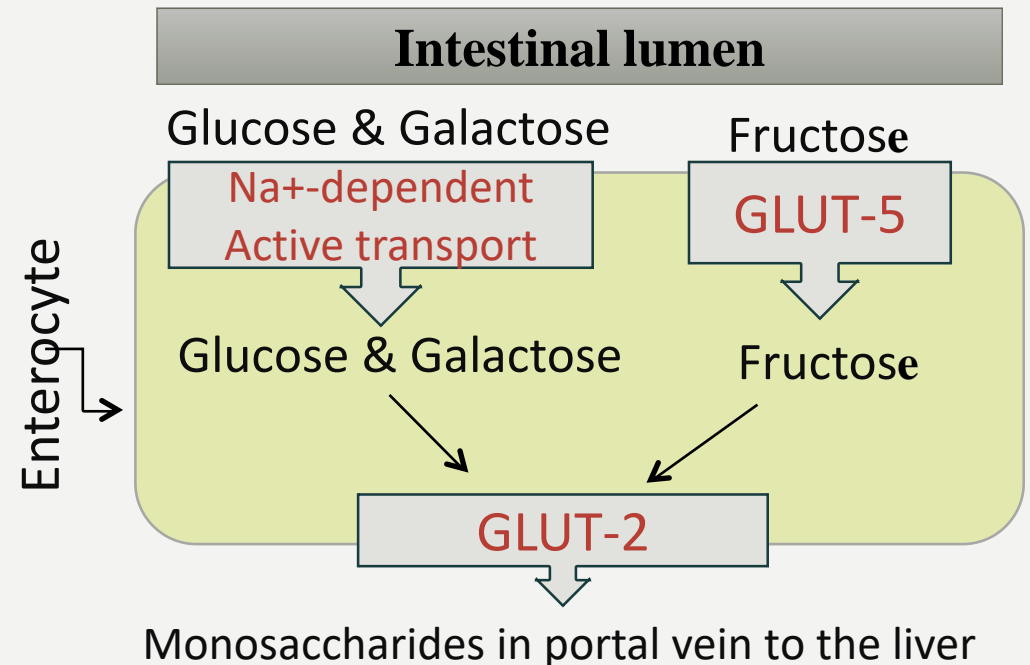 Intestinal lumen
Glucose & Galactose
Fructose
Na+-dependent
Active transport
GLUT-5
Enterocyte
Glucose & Galactose
Fructose
GLUT-2
Monosaccharides in portal vein to the liver